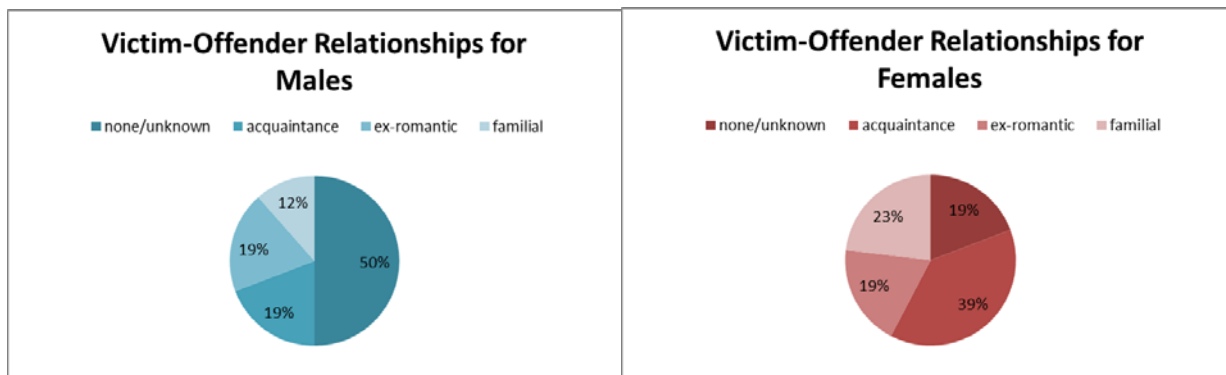 Victim-Offender Relationships for
Males
none/unknown acquaintance ex-romantic familial
12%
19%
50%
19%
Victim-Offender Relationships for
Females
none/unknown acquaintance ex-romantic familial
23%
19%
19%
39%